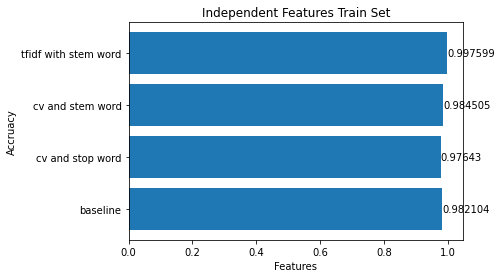 Independent Features Train Set
tfidf with stem word
0.997599
cv and stem word
0.984505
cv and stop word
0.97643
baseline
0.982104
Accruacy
0.0 0.2 0.4 0.6 0.8 1.0
Features